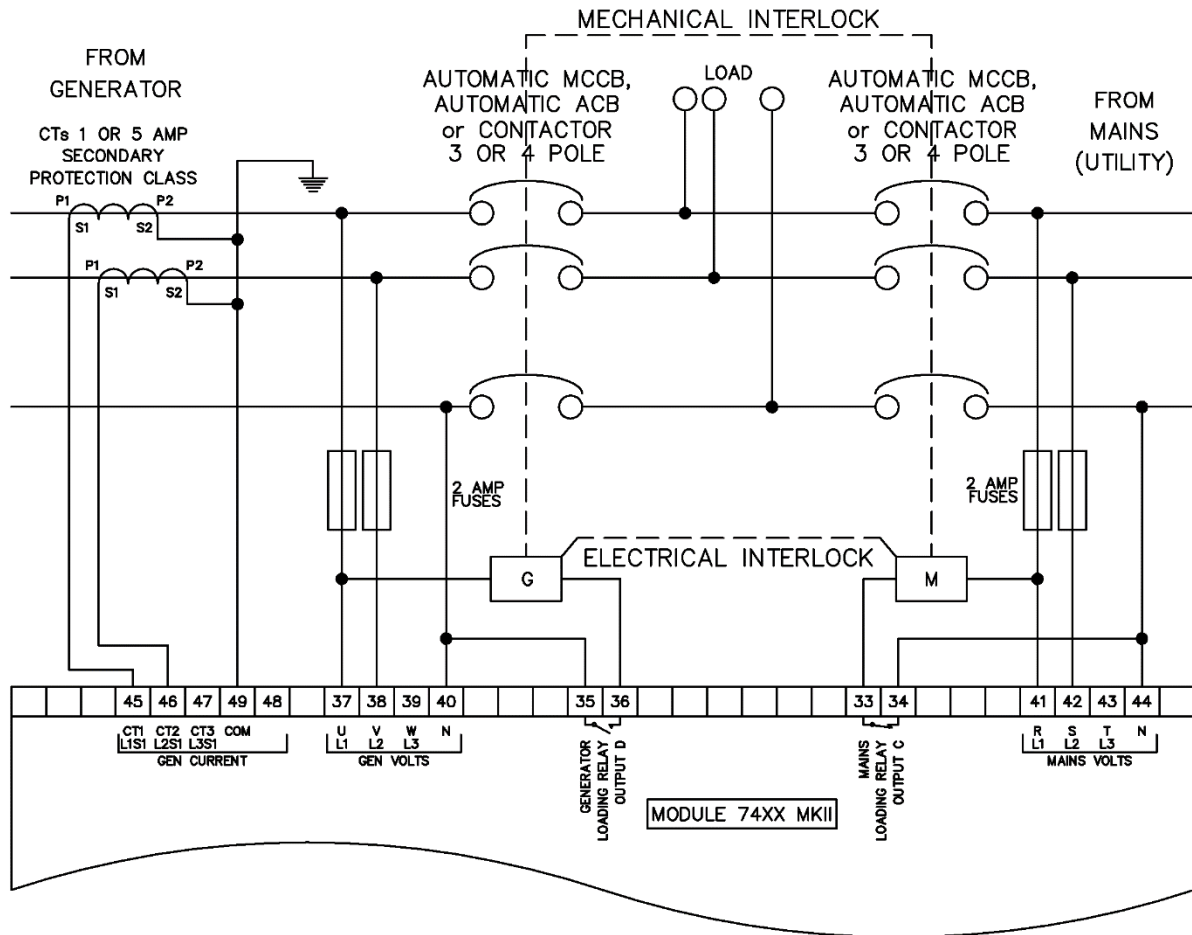 MECHANICAL INTERLOCK
FROM
GENERATOR
CTs 1 OR 5 AMP
SECONDARY
PROTECTION CLASS
AUTOMATIC MCCB,
AUTOMATIC ACB
or CONTACTOR
3 OR 4 POLE
LOAD
AUTOMATIC MCCB,
AUTOMATIC ACB
or CONTACTOR
3 OR 4 POLE
FROM
MAINS
(UTILITY)
P1 P2
S1 S2
P1 P2
S1 S2
2 AMP
FUSES
2 AMP
FUSES
ELECTRICAL INTERLOCK
G
M
45 46 47 49 48 37 38 39 40 35 36 33 34 41 42 43 44
CT1 CT2 CT3 COM
L1S1 L2S1 L3S1
GEN CURRENT
U V W N
L1 L2 L3
GEN VOLTS
GENERATOR
LOADING RELAY
OUTPUT D
MAINS
LOADING RELAY
OUTPUT C
R S T N
L1 L2 L3
MAINS VOLTS
MODULE 74XX MKII